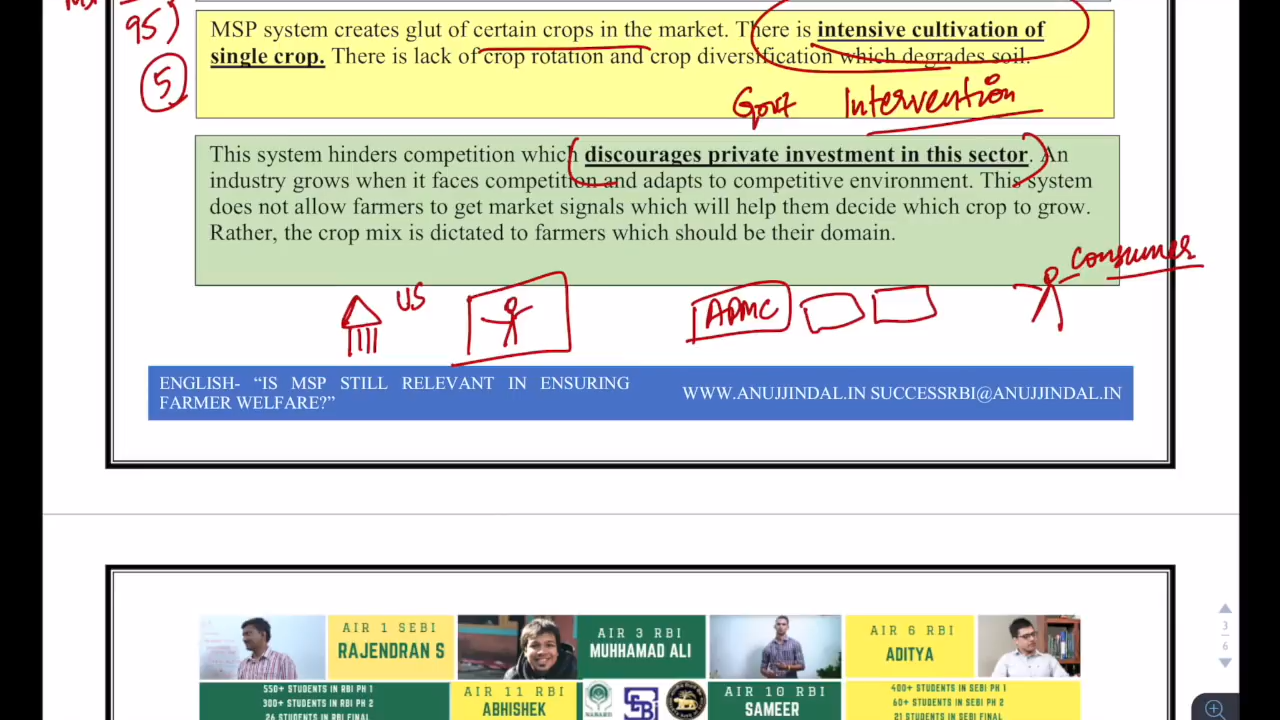 95)
5
MSP system creates glut of certain crops in the market. There is intensive cultivation of
single crop. There is lack of crop rotation and crop diversification which degrades soil.
Govt Intervention
This system hinders competition which discourages private investment in this sector. An
industry grows when it faces competition and adapts to competitive environment. This system
does not allow farmers to get market signals which will help them decide which crop to grow.
Rather, the crop mix is dictated to farmers which should be their domain.
Consumer
US
APMC
ENGLISH- “IS MSP STILL RELEVANT IN ENSURING
FARMER WELFARE?”
WWW.ANUJJINDAL.IN SUCCESSRBI@ANUJJINDAL.IN
AIR 1 SEBI
RAJENDRAN S
AIR 3 RBI
MUHHAMAD ALI
AIR 6 RBI
ADITYA
550+ STUDENTS IN RBI PH 1
300+ STUDENTS IN RBI PH 2
26 STUDENTS IN RBI FINAL
AIR 11 RBI
ABHISHEK
AIR 10 RBI
SAMEER
400+ STUDENTS IN SEBI PH 1
60+ STUDENTS IN SEBI PH 2
21 STUDENTS IN SEBI FINAL
3
6